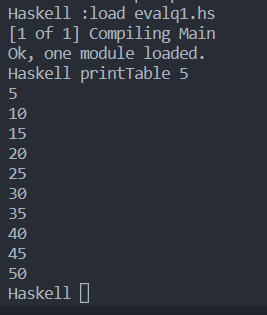 Haskell :load evalq1.hs
[1 of 1] Compiling Main
Ok, one module loaded.
Haskell printTable 5
5
10
15
20
25
30
35
40
45
50
Haskell